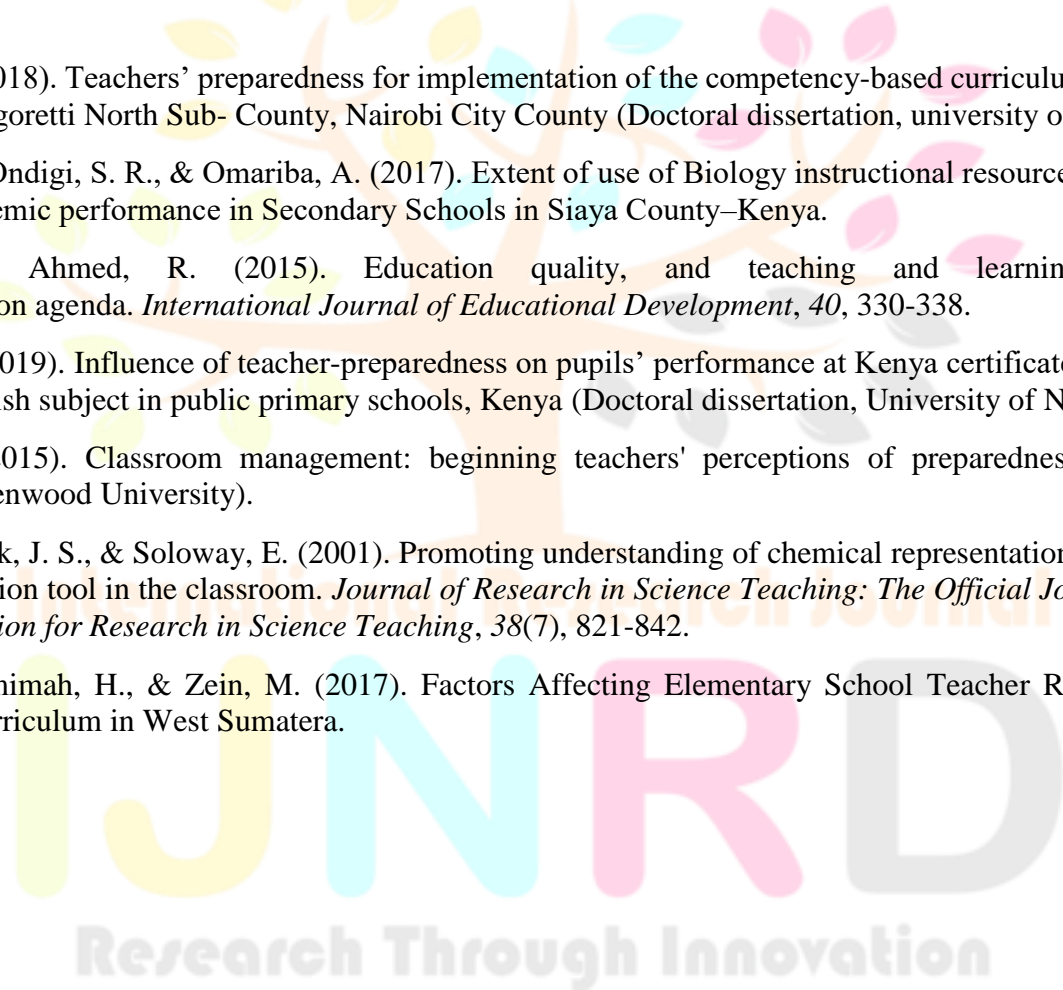 018). Teachers’ preparedness for implementation of the competency-based curriculu
goretti North Sub- County, Nairobi City County (Doctoral dissertation, university o
Ondigi, S. R., & Omariba, A. (2017). Extent of use of Biology instructional resource
emic performance in Secondary Schools in Siaya County–Kenya.
Ahmed, R. (2015). Education quality, and teaching and learnin
on agenda. International Journal of Educational Development, 40, 330-338.
019). Influence of teacher-preparedness on pupils’ performance at Kenya certificate
sh subject in public primary schools, Kenya (Doctoral dissertation, University of N
015). Classroom management: beginning teachers' perceptions of preparednes
enwood University).
k, J. S., & Soloway, E. (2001). Promoting understanding of chemical representation
ion tool in the classroom. Journal of Research in Science Teaching: The Official Jo
ion for Research in Science Teaching, 38(7), 821-842.
International Research Journal
himah, H., & Zein, M. (2017). Factors Affecting Elementary School Teacher R
rriculum in West Sumatera.
IJNRD
Research Through Innovation